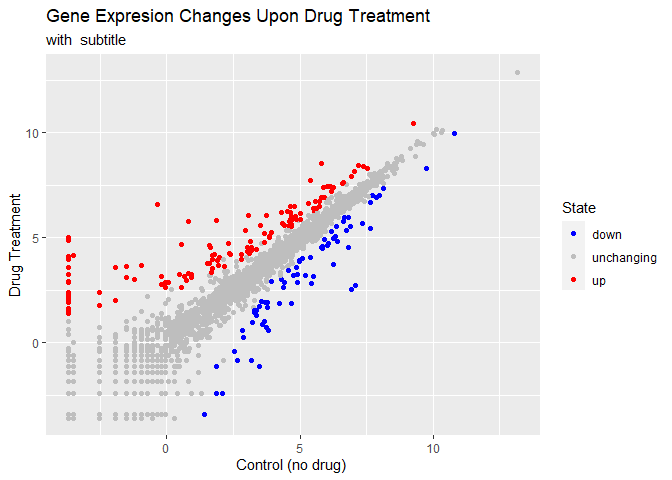 Gene Expresion Changes Upon Drug Treatment
with  subtitle
10
5
0
Drug Treatment
0
5
10
Control (no drug)
State
down
unchanging
up